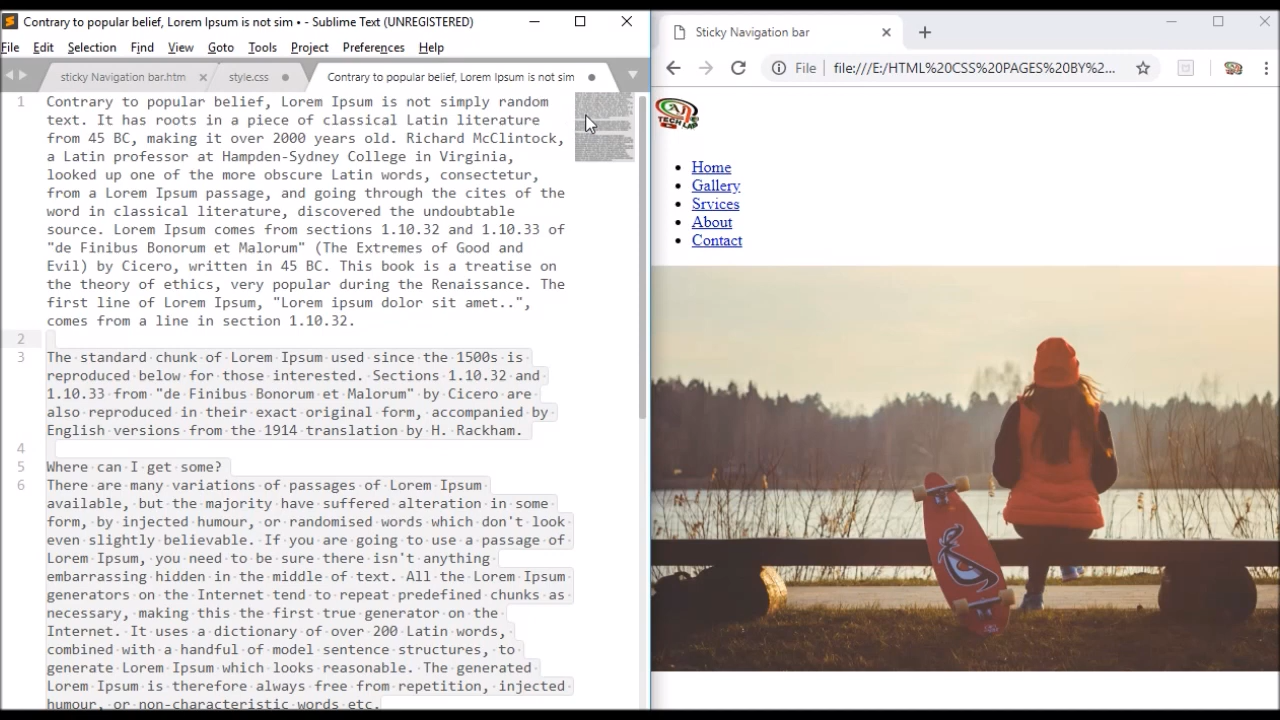 Contrary to popular belief, Lorem Ipsum is not sim • - Sublime Text (UNREGISTERED)
File Edit Selection Find View Goto Tools Project Preferences Help
sticky Navigation bar.htm
style.css
Contrary to popular belief, Lorem Ipsum is not sim
1 Contrary to popular belief, Lorem Ipsum is not simply random
text. It has roots in a piece of classical Latin literature
from 45 BC, making it over 2000 years old. Richard McClintock,
a Latin professor at Hampden-Sydney College in Virginia,
looked up one of the more obscure Latin words, consectetur,
from a Lorem Ipsum passage, and going through the cites of the
word in classical literature, discovered the undoubtable
source. Lorem Ipsum comes from sections 1.10.32 and 1.10.33 of
"de Finibus Bonorum et Malorum" (The Extremes of Good and
Evil) by Cicero, written in 45 BC. This book is a treatise on
the theory of ethics, very popular during the Renaissance. The
first line of Lorem Ipsum, "Lorem ipsum dolor sit amet..",
comes from a line in section 1.10.32.
2
3 The standard chunk of Lorem Ipsum used since the 1500s is
reproduced below for those interested. Sections 1.10.32 and
1.10.33 from "de Finibus Bonorum et Malorum" by Cicero are
also reproduced in their exact original form, accompanied by
English versions from the 1914 translation by H. Rackham.
4
5 Where can I get some?
6 There are many variations of passages of Lorem Ipsum
available, but the majority have suffered alteration in some
form, by injected humour, or randomised words which don't look
even slightly believable. If you are going to use a passage of
Lorem Ipsum, you need to be sure there isn't anything
embarrassing hidden in the middle of text. All the Lorem Ipsum
generators on the Internet tend to repeat predefined chunks as
necessary, making this the first true generator on the
Internet. It uses a dictionary of over 200 Latin words,
combined with a handful of model sentence structures, to
generate Lorem Ipsum which looks reasonable. The generated
Lorem Ipsum is therefore always free from repetition, injected
humour, or non-characteristic words etc.
Sticky Navigation bar
File file:///E:/HTML%20CSS%20PAGES%20BY%2...
TECH LAP
Home
Gallery
Srvices
About
Contact